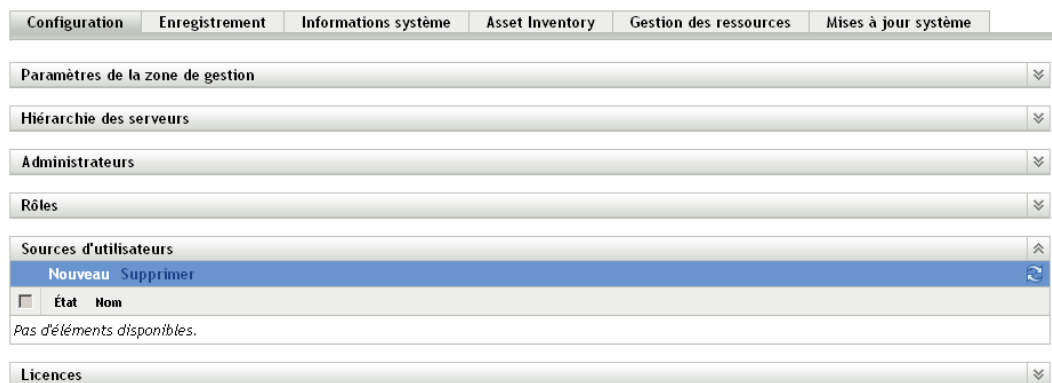 Configuration Enregistrement Informations système Asset Inventory Gestion des ressources Mises à jour système
Paramètres de la zone de gestion
Hiérarchie des serveurs
Administrateurs
Rôles
Sources d'utilisateurs
Nouveau Supprimer
État Nom
Pas d'éléments disponibles.
Licences